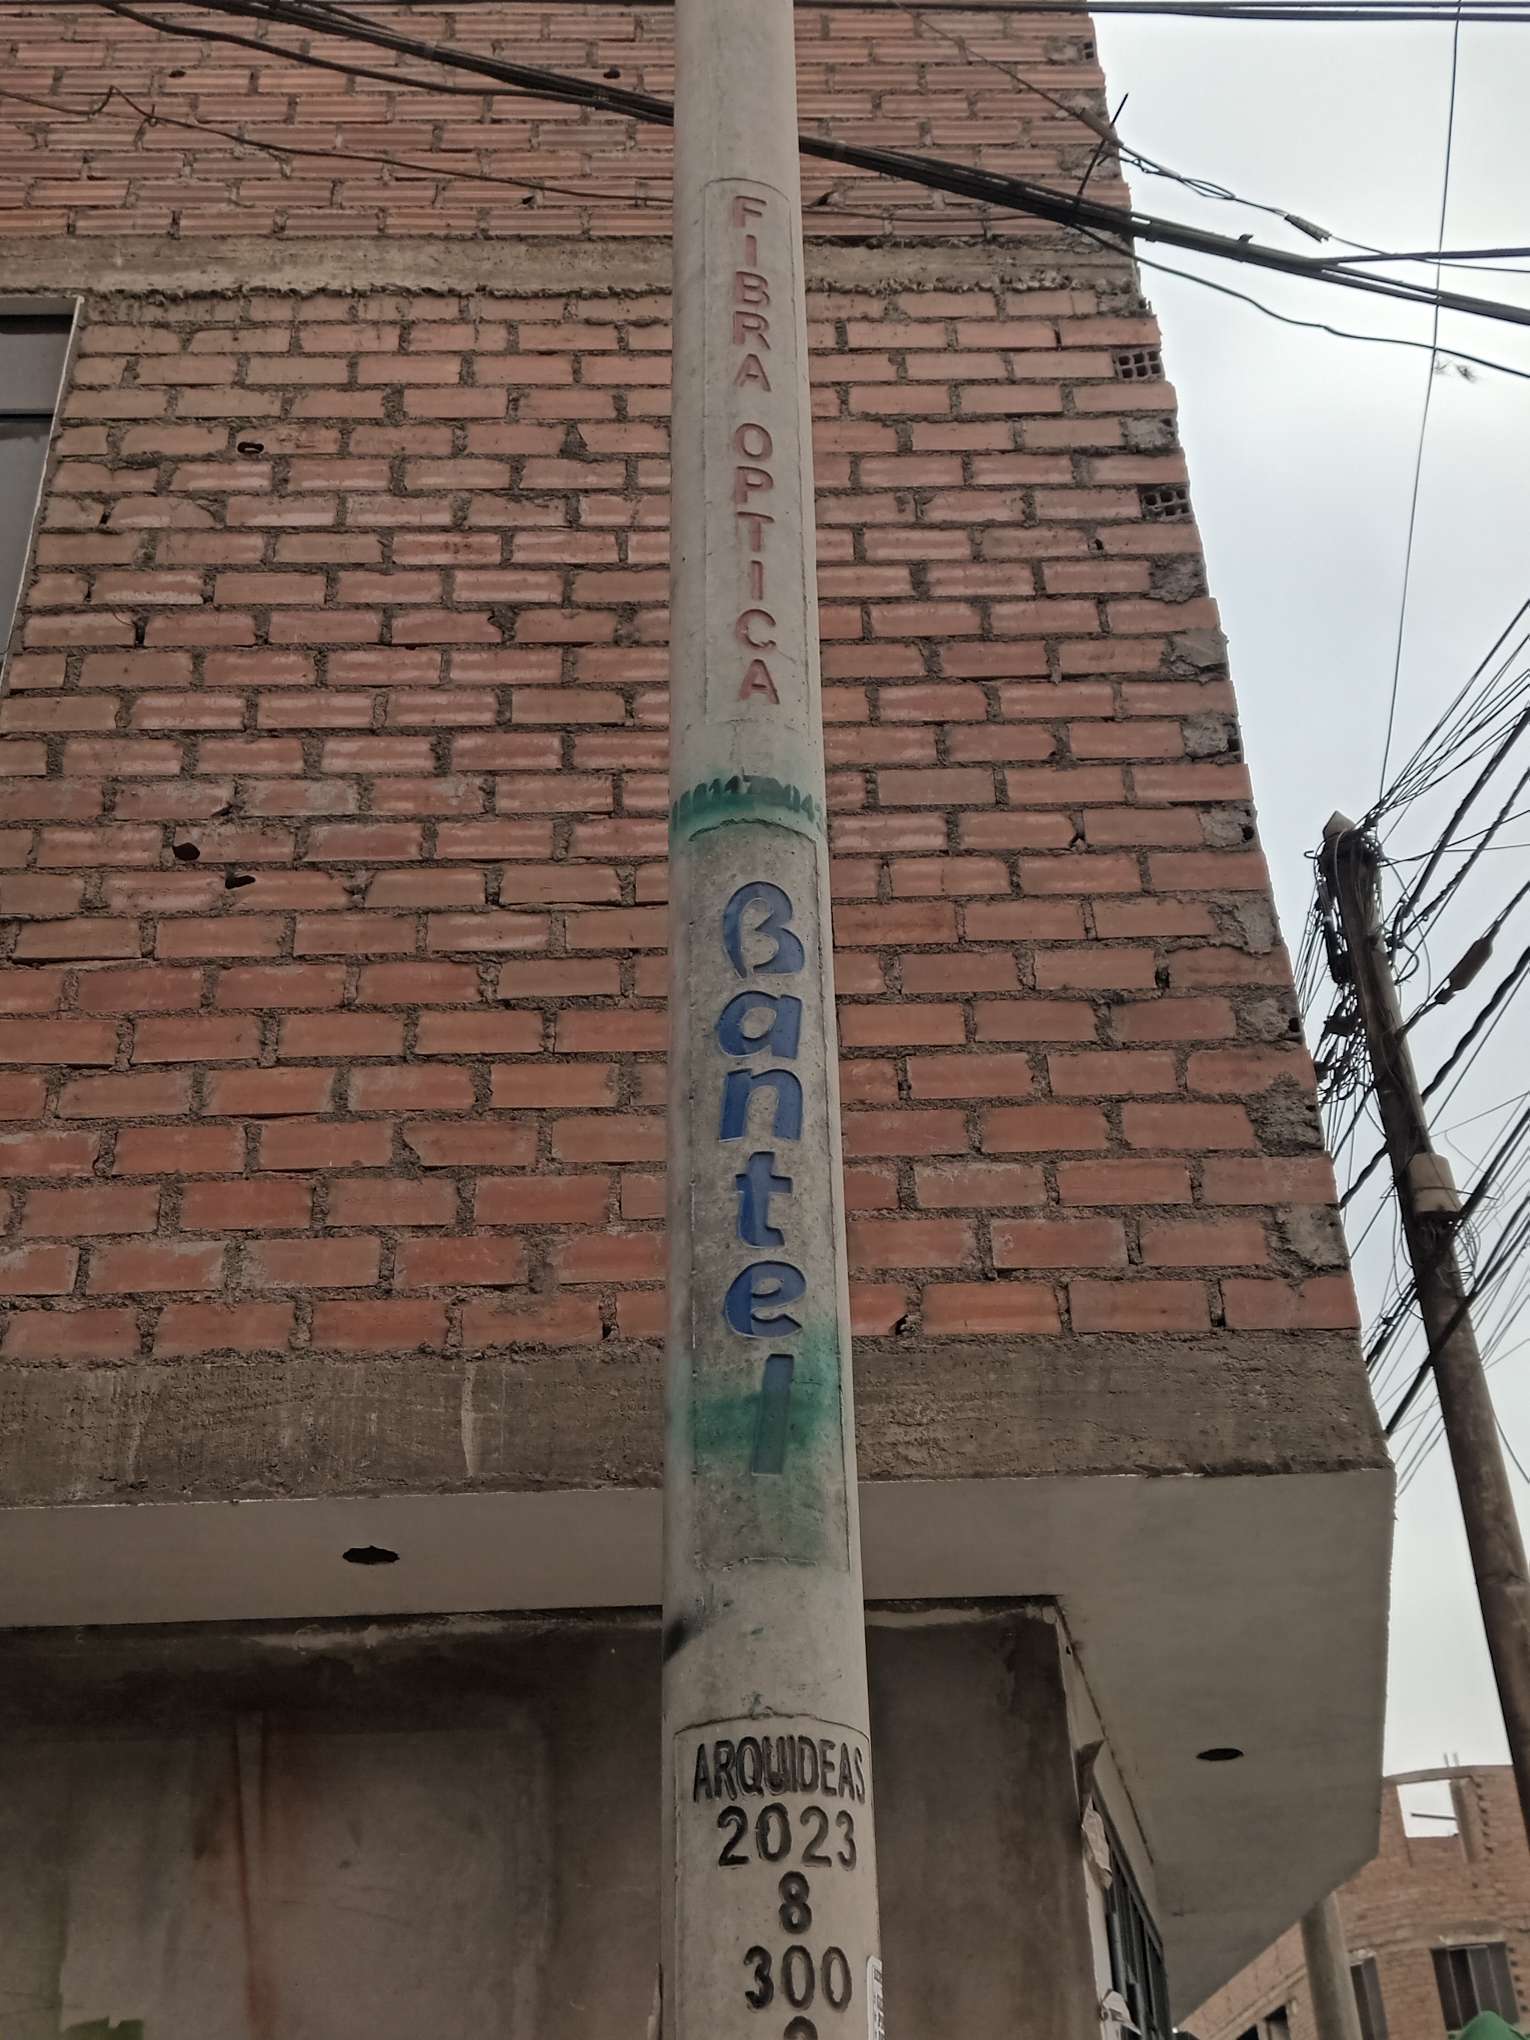 FIBRA OPTICA
Bantel
ARQUIDEAS
2023
8
300